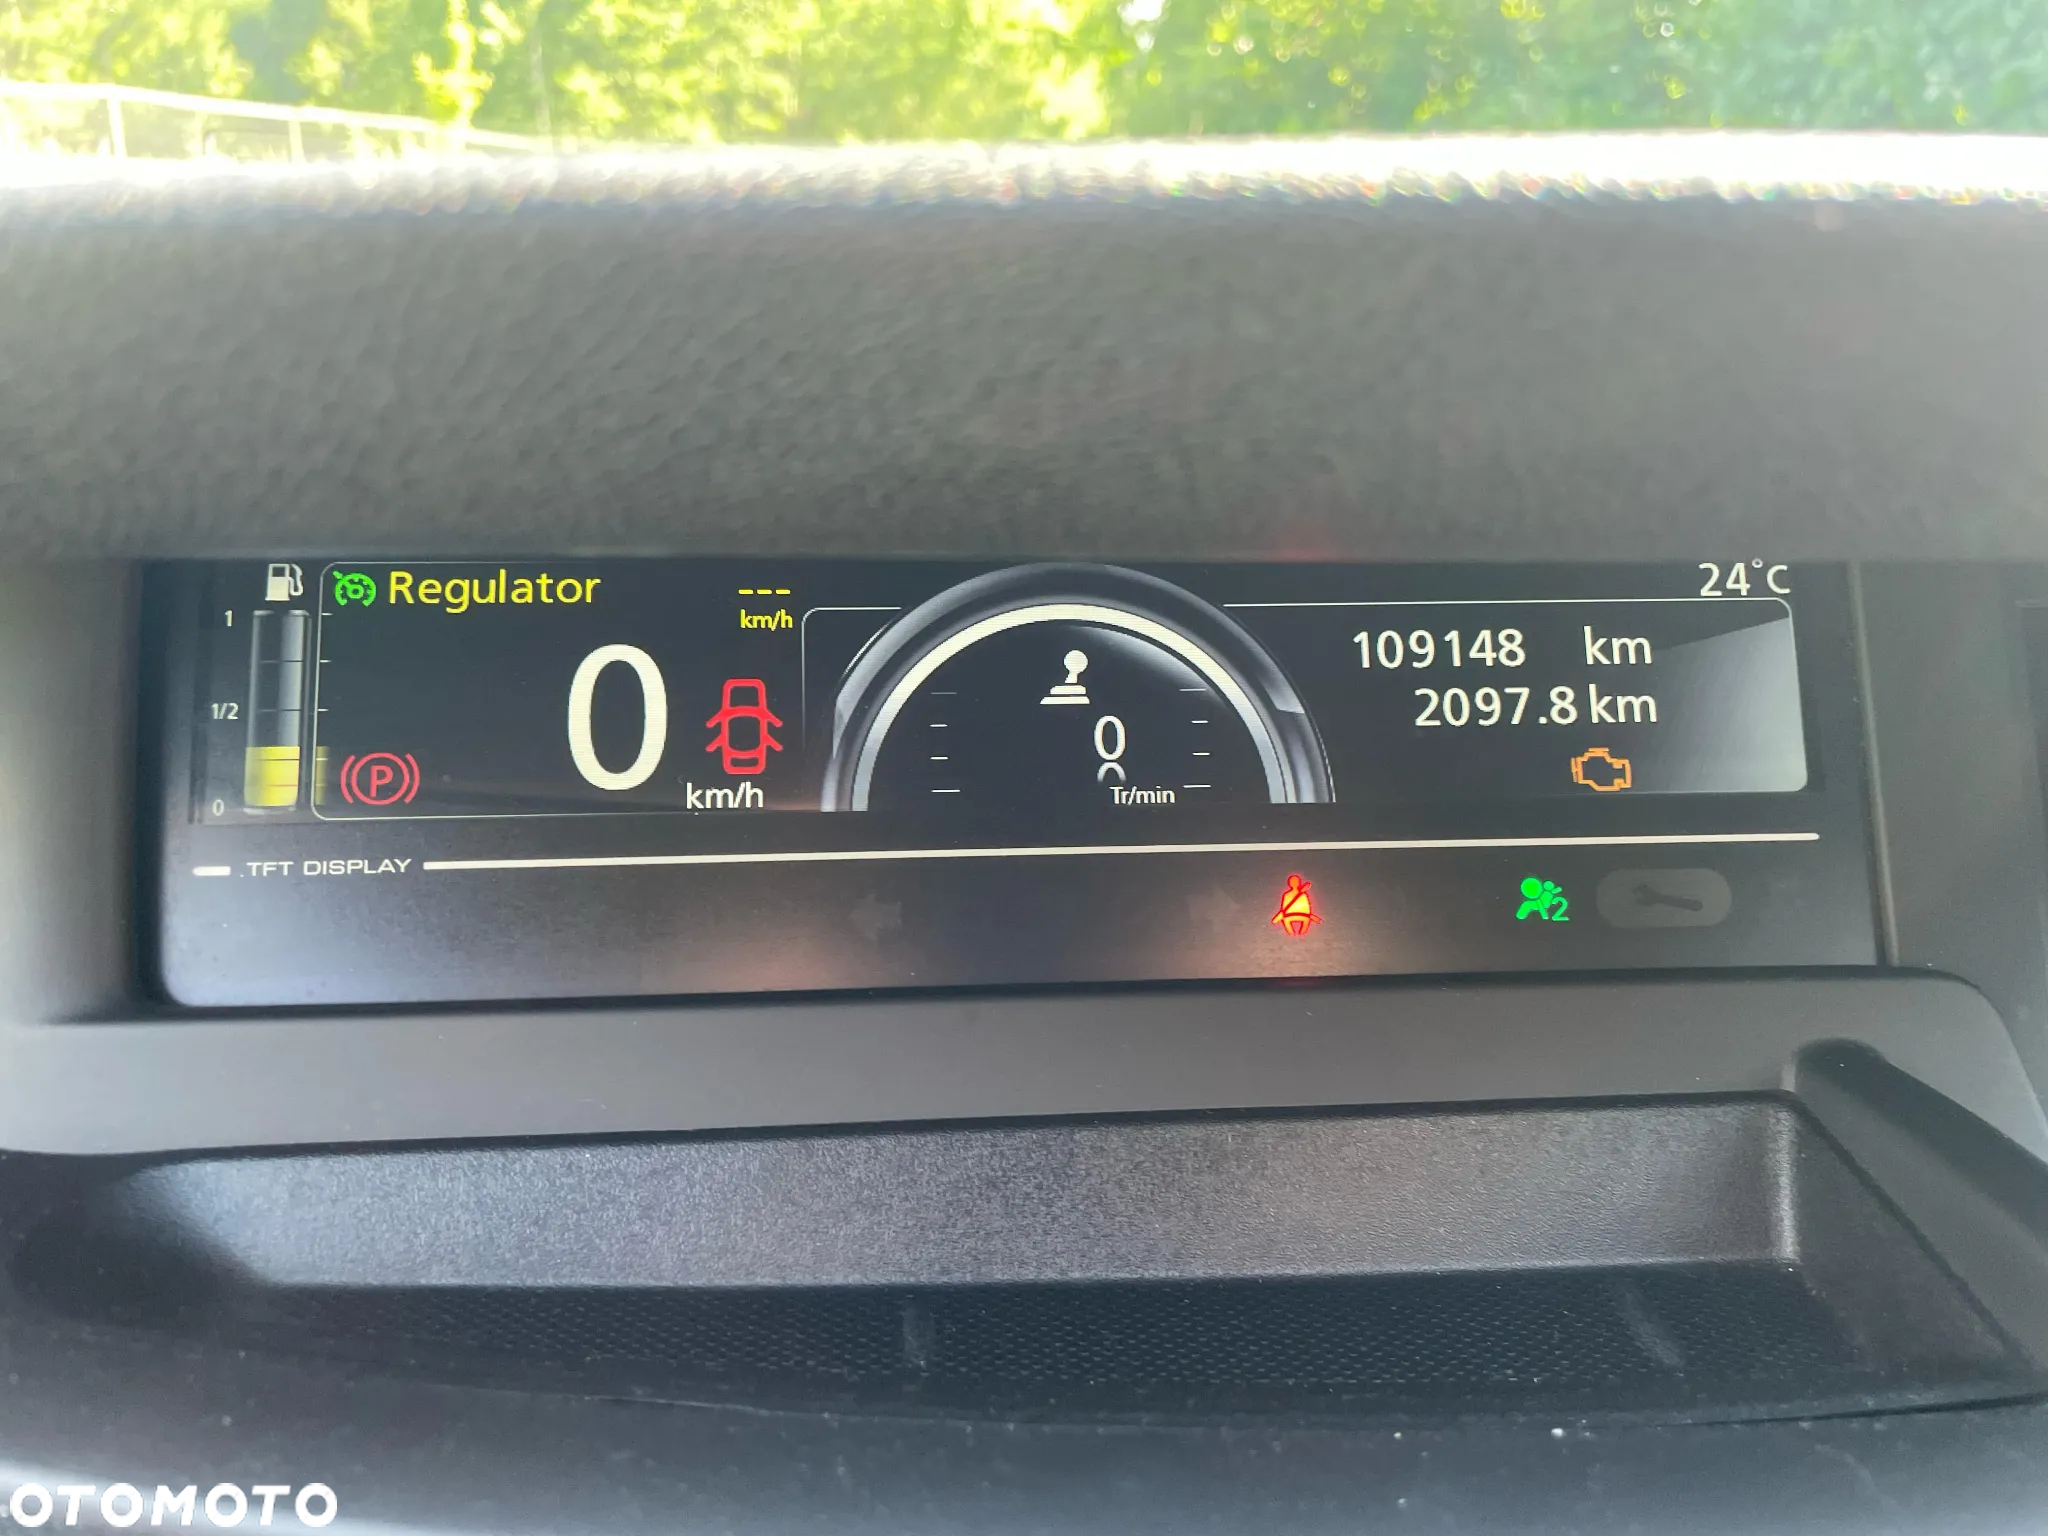 Regulator
---
km/h
24°C
1
109148 km
2097.8 km
1/2
0
0
P
km/h
0
Tr/min
.TFT DISPLAY
2
OTOMOTO